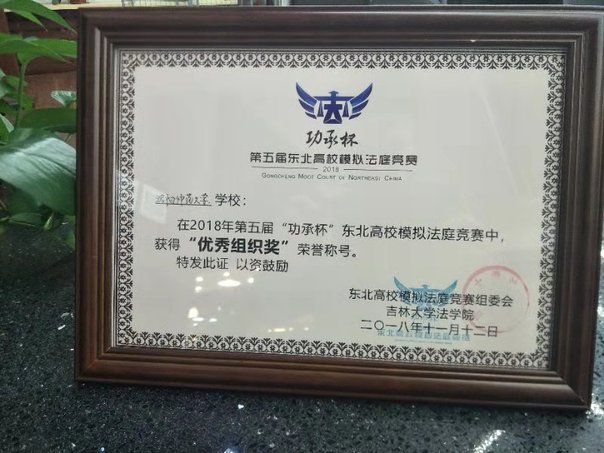 功承杯
第五届东北高校模拟法庭竞赛
2018
GONGCHENG MOOT COURT OF NORTHEAST CHINA
师范大学 学校：
在2018年第五届“功承杯”东北高校模拟法庭竞赛中，
获得“优秀组织奖”荣誉称号。
特发此证 以资鼓励
东北高校模拟法庭竞赛组委会
吉林大学法学院
二〇一八年十一月十二日